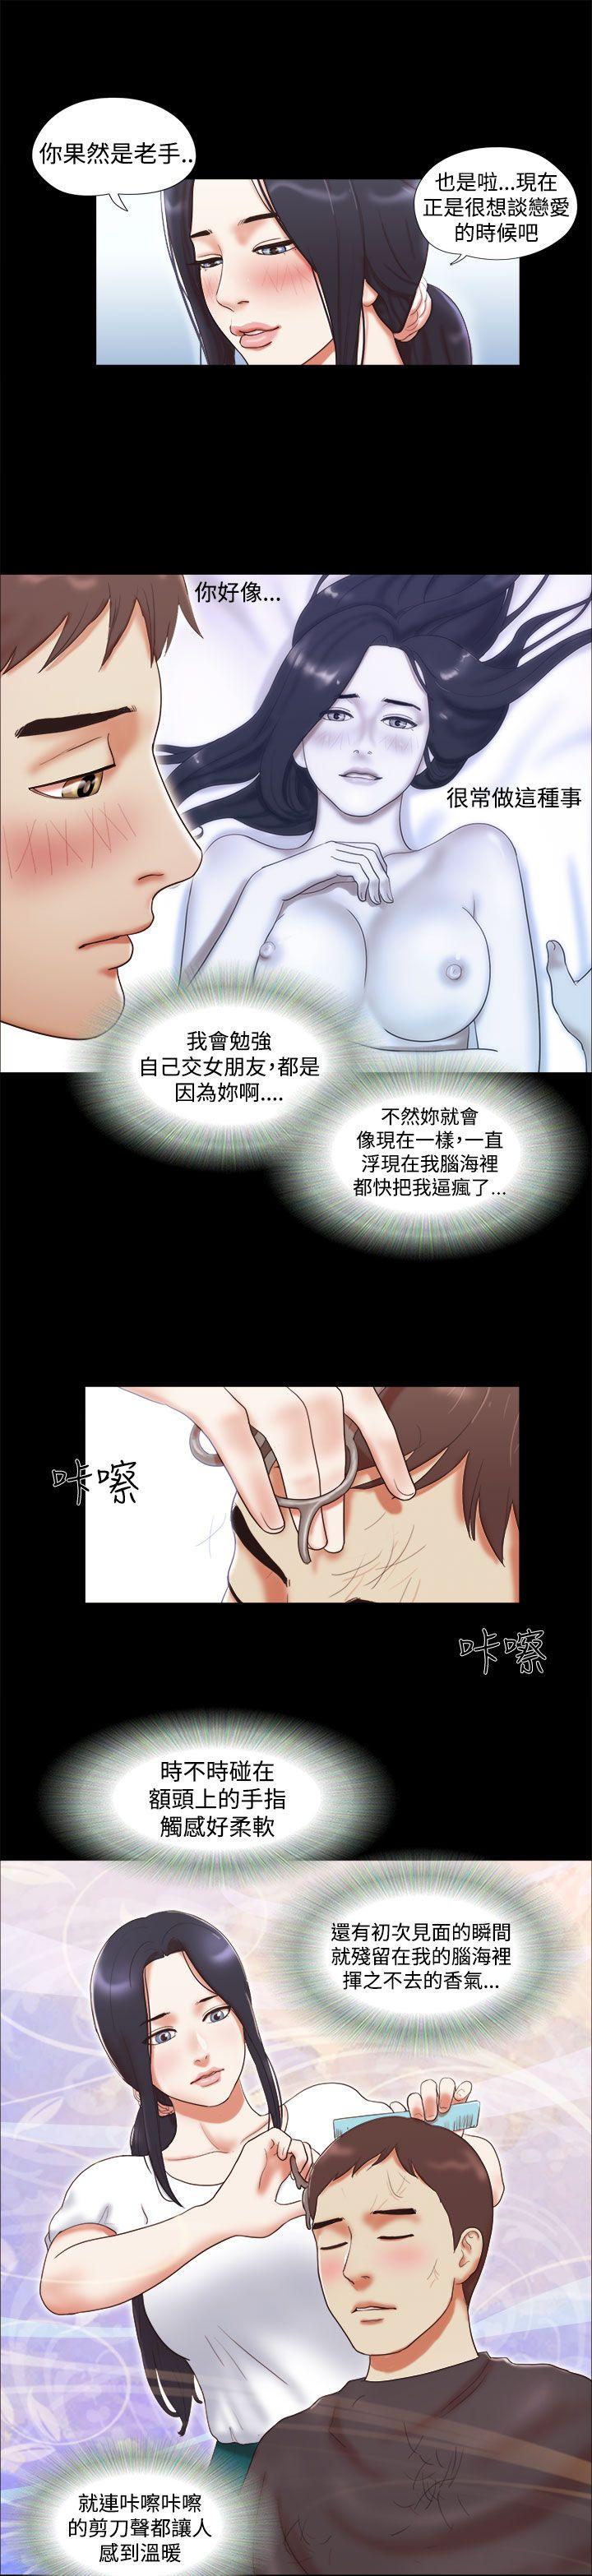 你果然是老手..
也是啦...現在
正是很想談戀愛
的時候吧
你好像...
很常做這種事
我會勉強
自己交女朋友,都是
因為妳啊....
不然妳就會
像現在一樣,一直
浮現在我腦海裡
都快把我逼瘋了...
咔嚓
咔嚓
時不時碰在
額頭上的手指
觸感好柔軟
還有初次見面的瞬間
就殘留在我的腦海裡
揮之不去的香氣...
就連咔嚓咔嚓
的剪刀聲都讓人
感到溫暖